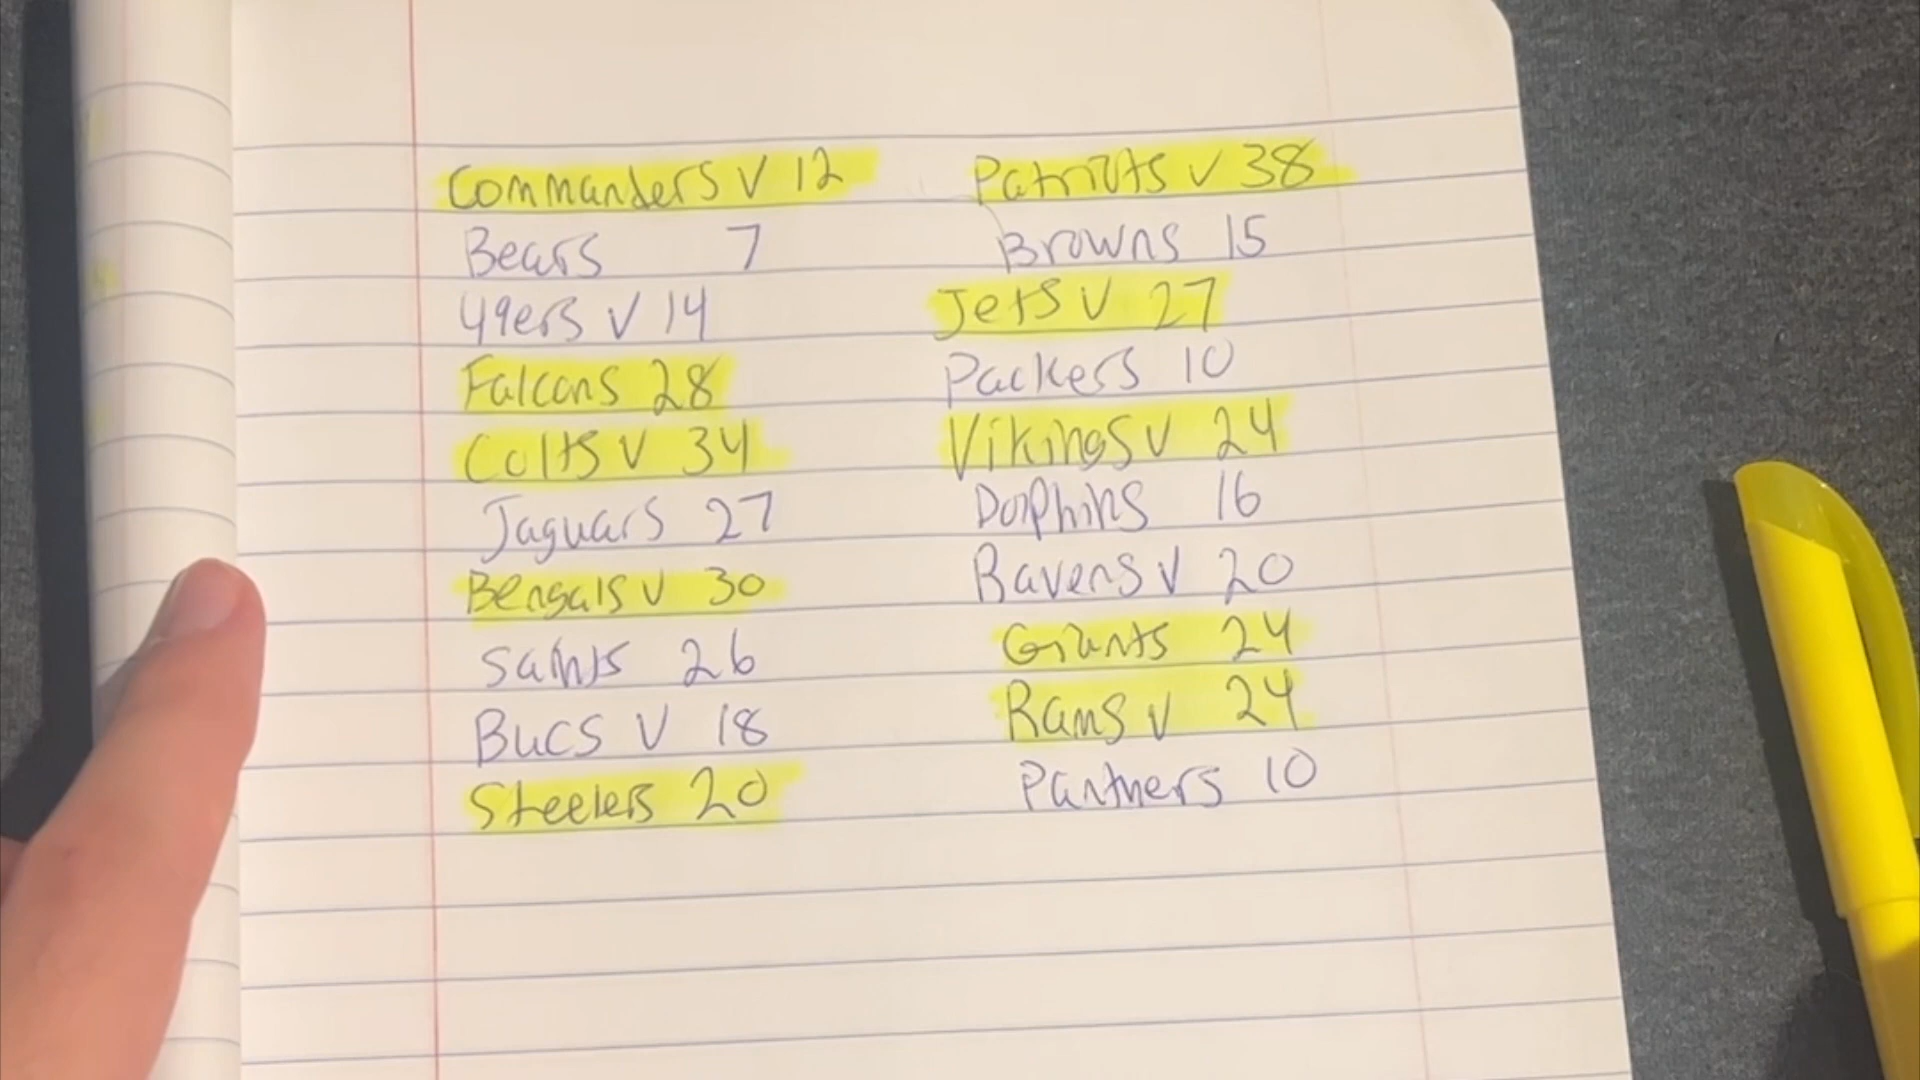 Commanders V 12
Bears 7
49ers V 14
Falcons 28
Colts V 34
Jaguars 27
Bengals V 30
Saints 26
Bucs V 18
Steelers 20
Patriots V 38
Browns 15
Jets V 27
Packers 10
Vikings V 24
Dolphins 16
Ravens V 20
Giants 24
Rams V 24
Panthers 10